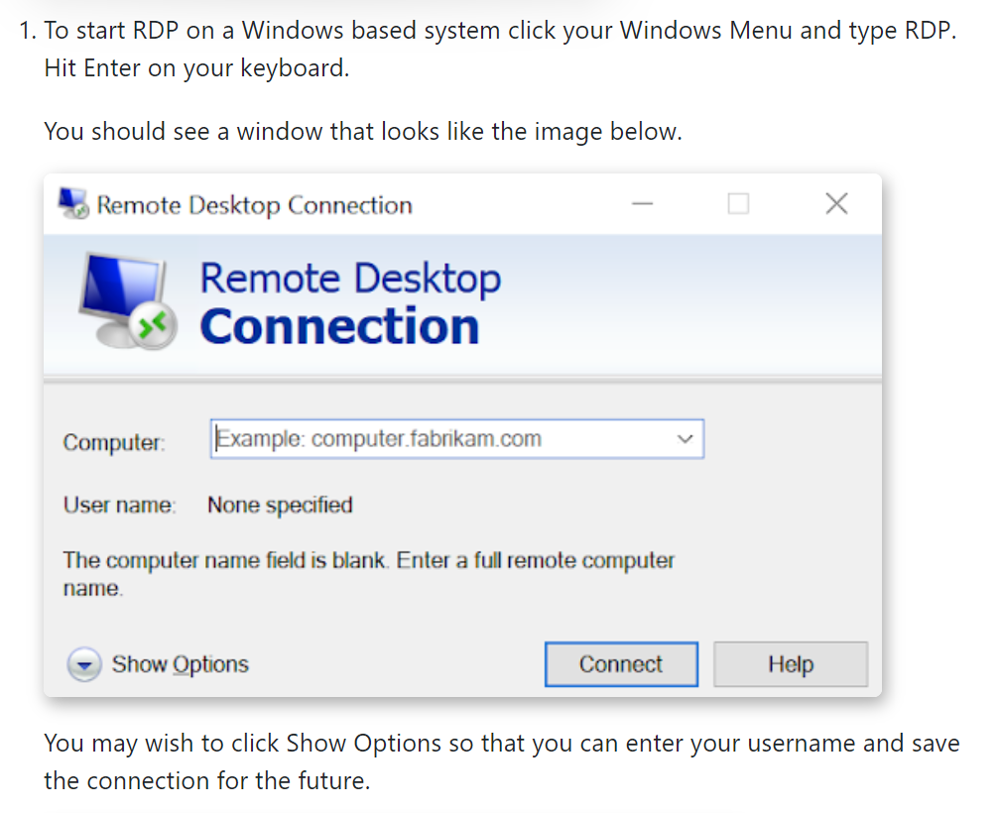 1. To start RDP on a Windows based system click your Windows Menu and type RDP.
Hit Enter on your keyboard.
You should see a window that looks like the image below.
Remote Desktop Connection
Remote Desktop
Connection
Computer: Example: computer.fabrikam.com
User name: None specified
The computer name field is blank. Enter a full remote computer
name.
Show Options Connect Help
You may wish to click Show Options so that you can enter your username and save
the connection for the future.